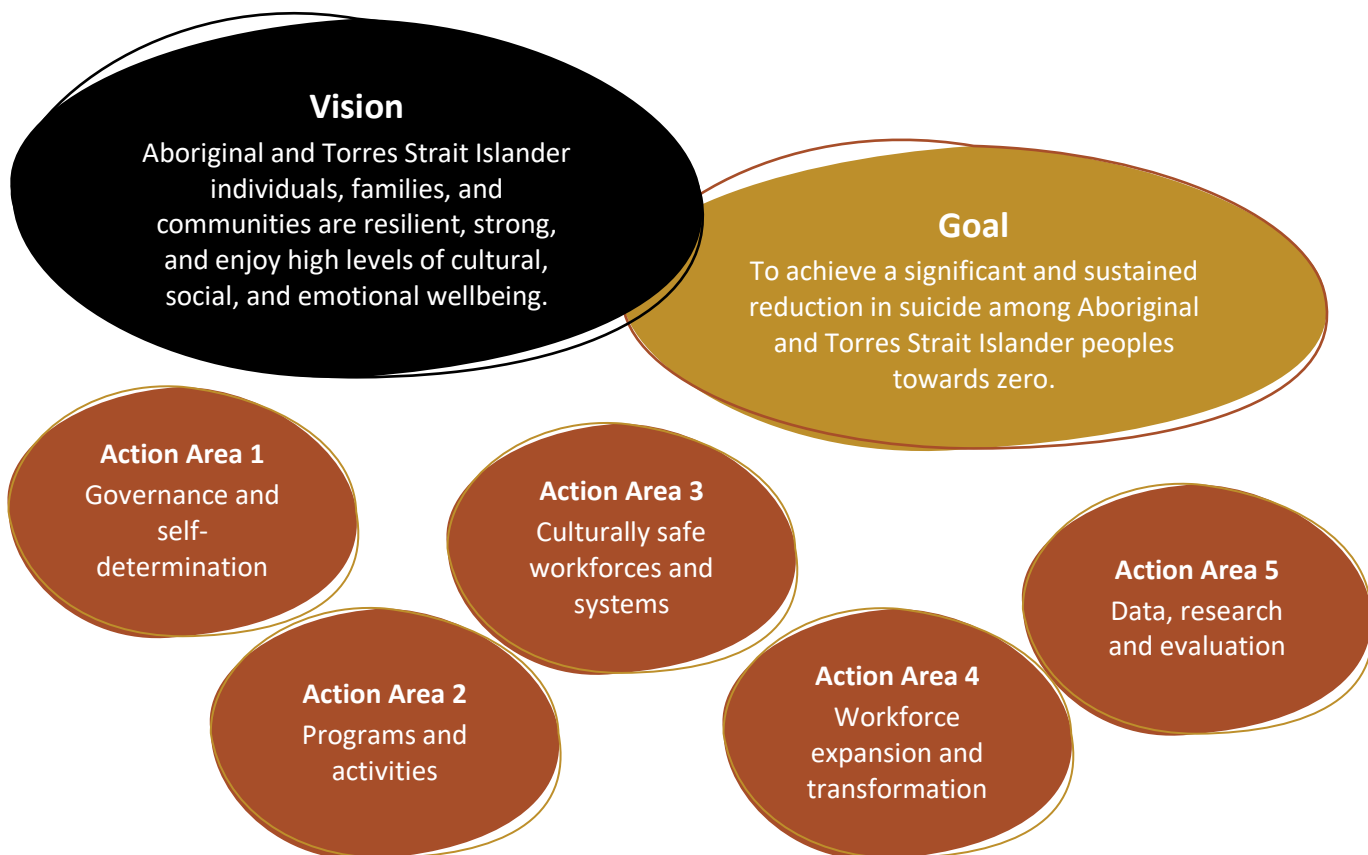 Vision
Aboriginal and Torres Strait Islander
individuals, families, and
communities are resilient, strong,
and enjoy high levels of cultural,
social, and emotional wellbeing.
Goal
To achieve a significant and sustained
reduction in suicide among Aboriginal
and Torres Strait Islander peoples
towards zero.
Action Area 1
Governance and
self-
determination
Action Area 2
Programs and
activities
Action Area 3
Culturally safe
workforces and
systems
Action Area 4
Workforce
expansion and
transformation
Action Area 5
Data, research
and evaluation